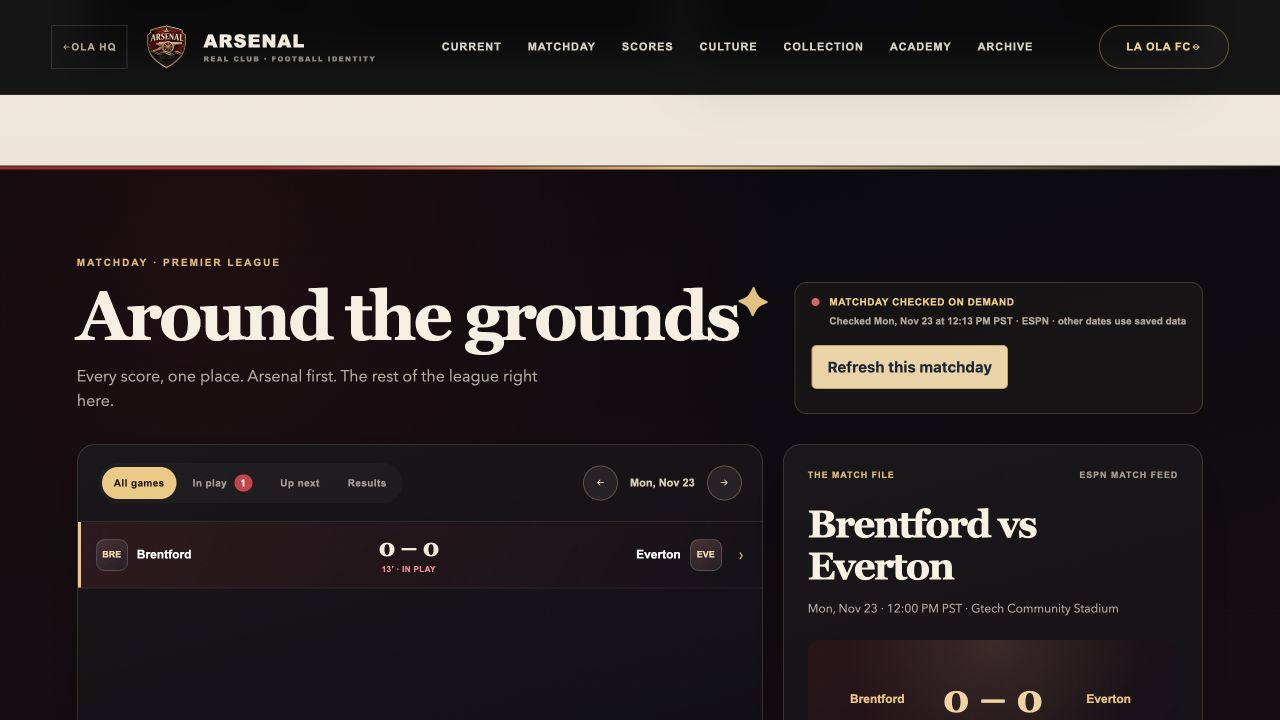 ←OLA HQ
ARSENAL
ARSENAL
REAL CLUB · FOOTBALL IDENTITY
CURRENT
MATCHDAY
SCORES
CULTURE
COLLECTION
ACADEMY
ARCHIVE
LA OLA FC
MATCHDAY · PREMIER LEAGUE
Around the grounds
Every score, one place. Arsenal first. The rest of the league right
here.
MATCHDAY CHECKED ON DEMAND
Checked Mon, Nov 23 at 12:13 PM PST · ESPN · other dates use saved data
Refresh this matchday
All games
In play 1
Up next
Results
←
Mon, Nov 23
→
BRE
Brentford
0 – 0
13' · IN PLAY
Everton
EVE
›
THE MATCH FILE
ESPN MATCH FEED
Brentford vs
Everton
Mon, Nov 23 · 12:00 PM PST · Gtech Community Stadium
Brentford
0 – 0
Everton